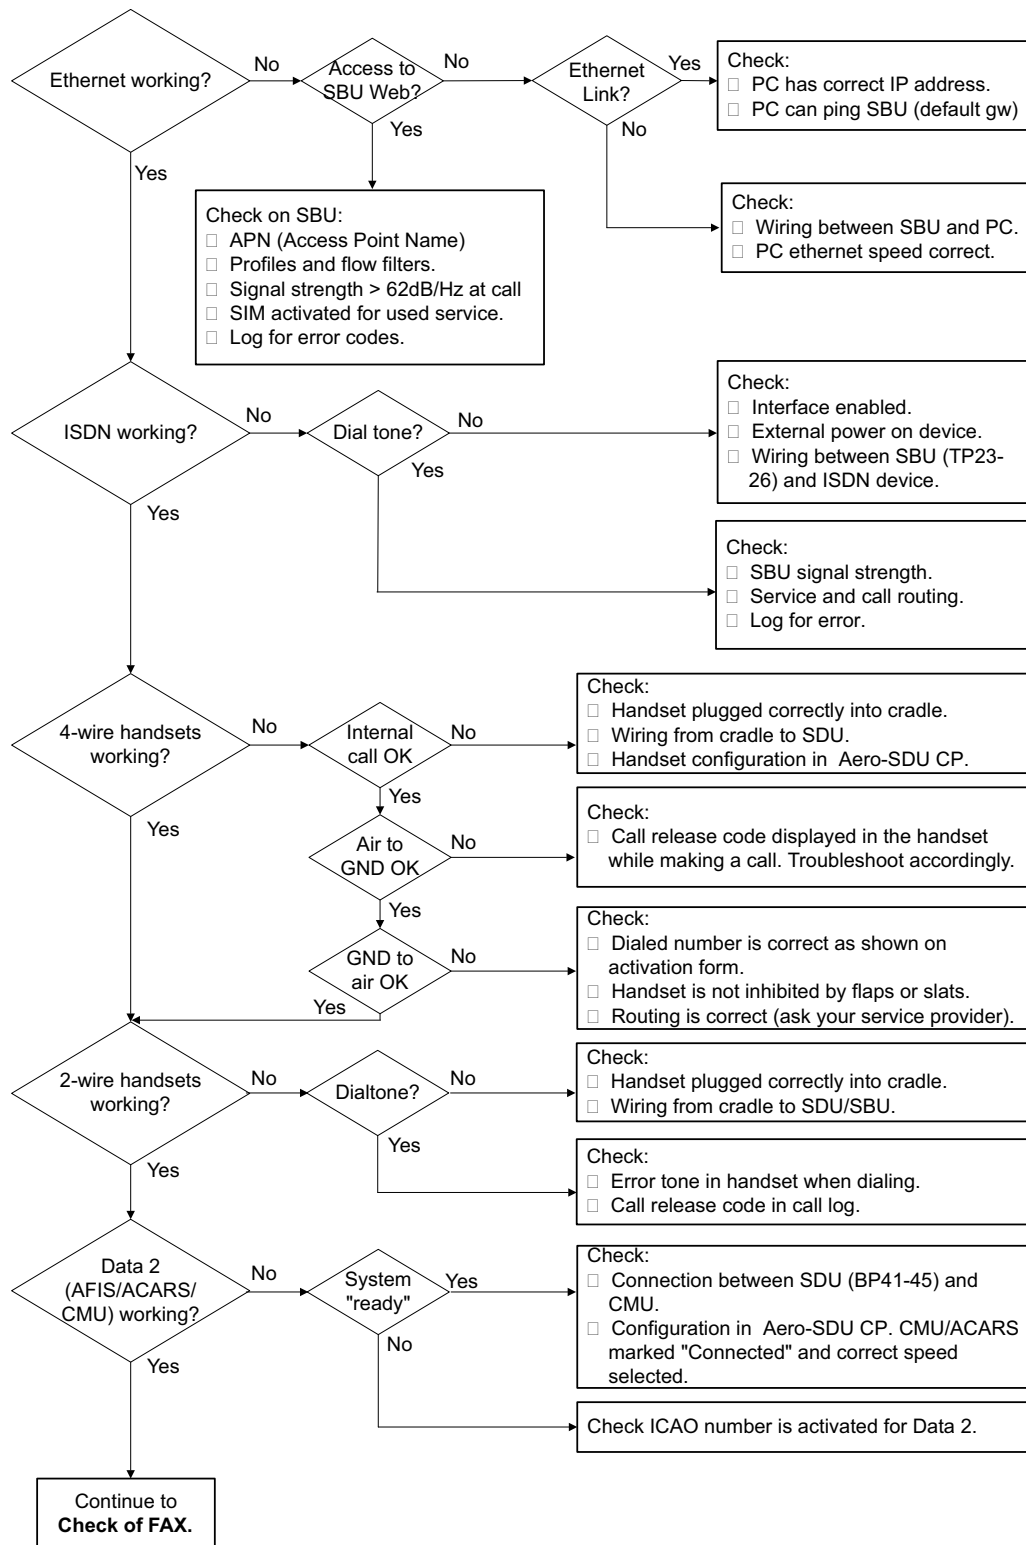 Ethernet working?
No
Access to
SBU Web?
No
Ethernet
Link?
Yes
Check:
☐ PC has correct IP address.
☐ PC can ping SBU (default gw)
Yes
No
Yes
Check on SBU:
☐ APN (Access Point Name)
☐ Profiles and flow filters.
☐ Signal strength > 62dB/Hz at call
☐ SIM activated for used service.
☐ Log for error codes.
Check:
☐ Wiring between SBU and PC.
☐ PC ethernet speed correct.
ISDN working?
No
Dial tone?
No
Check:
☐ Interface enabled.
☐ External power on device.
☐ Wiring between SBU (TP23-
26) and ISDN device.
Yes
Yes
Check:
☐ SBU signal strength.
☐ Service and call routing.
☐ Log for error.
4-wire handsets
working?
No
Internal
call OK
No
Check:
☐ Handset plugged correctly into cradle.
☐ Wiring from cradle to SDU.
☐ Handset configuration in Aero-SDU CP.
Yes
Yes
Air to
GND OK
No
Check:
☐ Call release code displayed in the handset
while making a call. Troubleshoot accordingly.
Yes
GND to
air OK
No
Check:
☐ Dialed number is correct as shown on
activation form.
☐ Handset is not inhibited by flaps or slats.
☐ Routing is correct (ask your service provider).
Yes
2-wire handsets
working?
No
Dialtone?
No
Check:
☐ Handset plugged correctly into cradle.
☐ Wiring from cradle to SDU/SBU.
Yes
Yes
Check:
☐ Error tone in handset when dialing.
☐ Call release code in call log.
Data 2
(AFIS/ACARS/
CMU) working?
No
System
"ready"
Yes
Check:
☐ Connection between SDU (BP41-45) and
CMU.
☐ Configuration in Aero-SDU CP. CMU/ACARS
marked "Connected" and correct speed
selected.
No
Yes
Check ICAO number is activated for Data 2.
Continue to
Check of FAX.